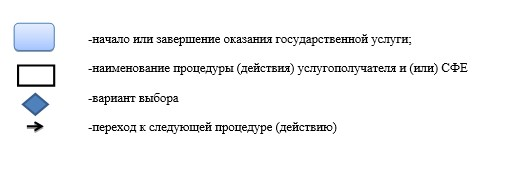 -начало или завершение оказания государственной услуги;
-наименование процедуры (действия) услугополучателя и (или) СФЕ
-вариант выбора
-переход к следующей процедуре (действию)